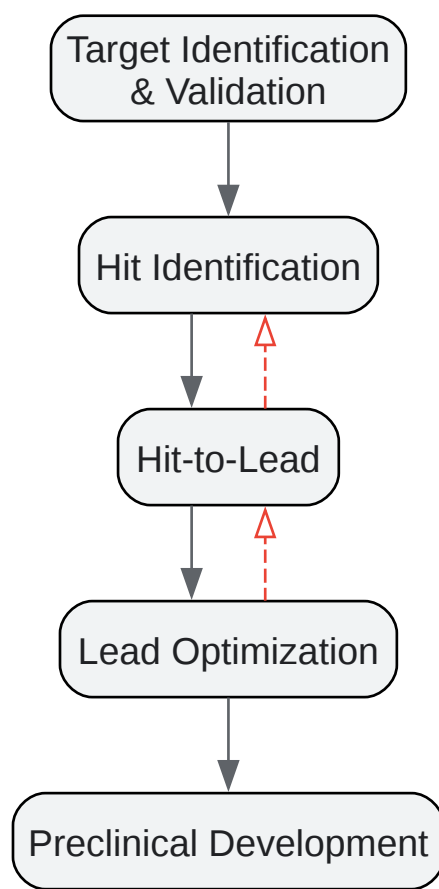 Target Identification
& Validation
Hit Identification
Hit-to-Lead
Lead Optimization
Preclinical Development